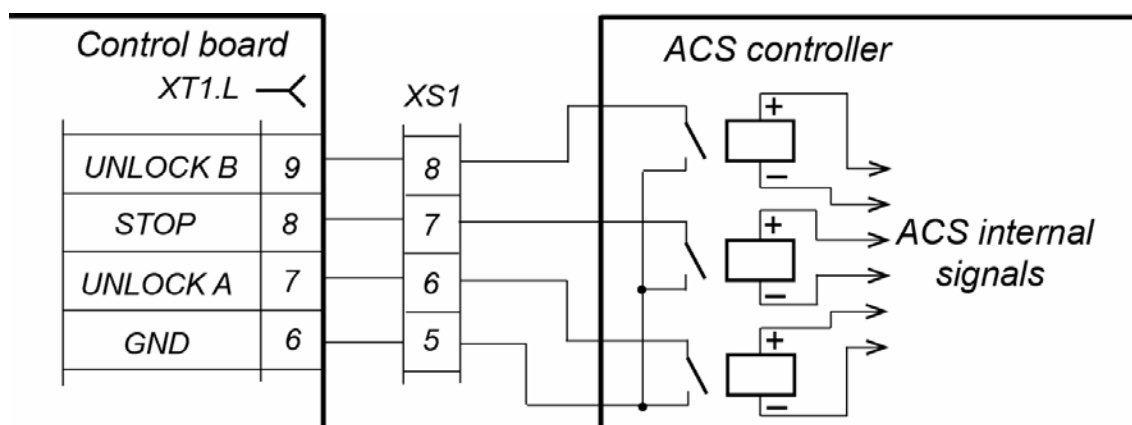 Control board
XT1.L
XS1
ACS controller
UNLOCK B 9 8
STOP 8 7
UNLOCK A 7 6
GND 6 5
+
−
+
−
+
−
ACS internal
signals